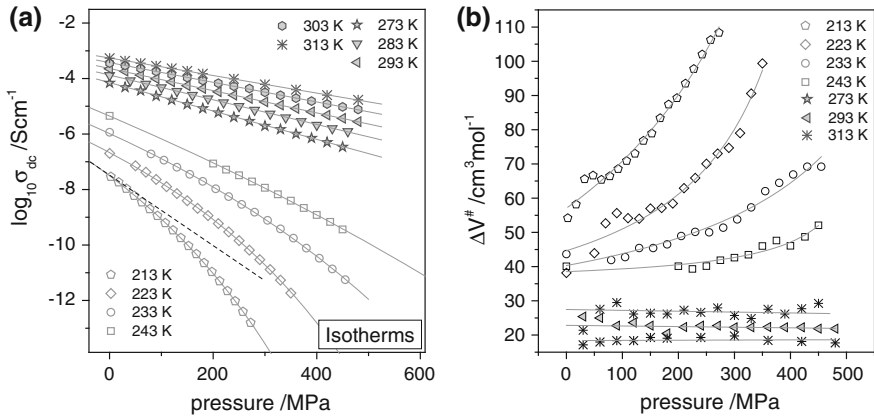 (a)
log₁₀σdc /Scm⁻¹
-2
-4
-6
-8
-10
-12
303 K
313 K
273 K
283 K
293 K
213 K
223 K
233 K
243 K
Isotherms
0
200
400
600
pressure /MPa
(b)
ΔV# /cm³mol⁻¹
110
100
90
80
70
60
50
40
30
20
213 K
223 K
233 K
243 K
273 K
293 K
313 K
0
100
200
300
400
500
pressure /MPa